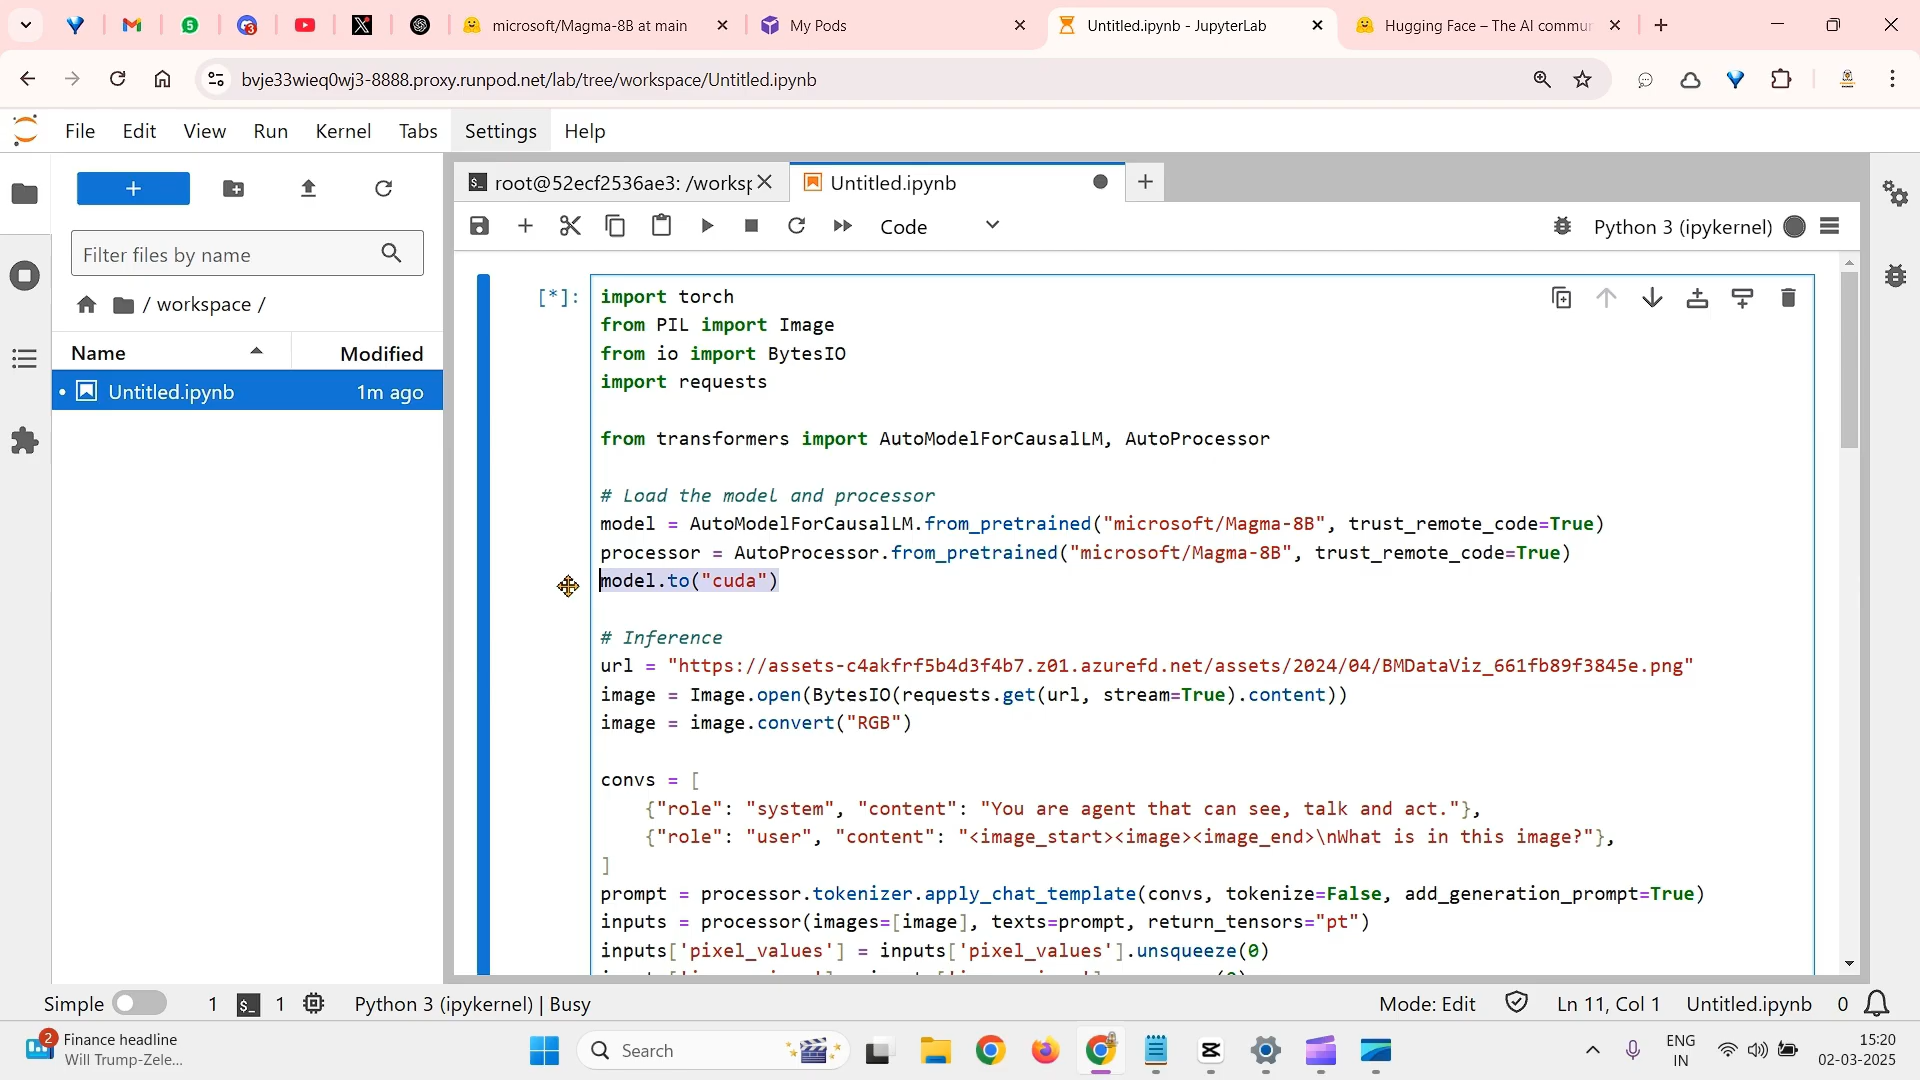 5
3
microsoft/Magma-8B at main
My Pods
Untitled.ipynb - JupyterLab
Hugging Face – The AI commu
bvje33wieq0wj3-8888.proxy.runpod.net/lab/tree/workspace/Untitled.ipynb
File Edit View Run Kernel Tabs Settings Help
root@52ecf2536ae3: /worksp
Untitled.ipynb
Code
Python 3 (ipykernel)
Filter files by name
/ workspace /
Name Modified
Untitled.ipynb 1m ago
[*]:
import torch
from PIL import Image
from io import BytesIO
import requests
from transformers import AutoModelForCausalLM, AutoProcessor
# Load the model and processor
model = AutoModelForCausalLM.from_pretrained("microsoft/Magma-8B", trust_remote_code=True)
processor = AutoProcessor.from_pretrained("microsoft/Magma-8B", trust_remote_code=True)
model.to("cuda")
# Inference
url = "https://assets-c4akfrf5b4d3f4b7.z01.azurefd.net/assets/2024/04/BMDataViz_661fb89f3845e.png"
image = Image.open(BytesIO(requests.get(url, stream=True).content))
image = image.convert("RGB")
convs = [
{"role": "system", "content": "You are agent that can see, talk and act."},
{"role": "user", "content": "<image_start><image><image_end>\nWhat is in this image?"},
]
prompt = processor.tokenizer.apply_chat_template(convs, tokenize=False, add_generation_prompt=True)
inputs = processor(images=[image], texts=prompt, return_tensors="pt")
inputs['pixel_values'] = inputs['pixel_values'].unsqueeze(0)
Simple 1 1 Python 3 (ipykernel) | Busy Mode: Edit Ln 11, Col 1 Untitled.ipynb 0
2
Finance headline
Will Trump-Zele...
Search
ENG
IN
15:20
02-03-2025